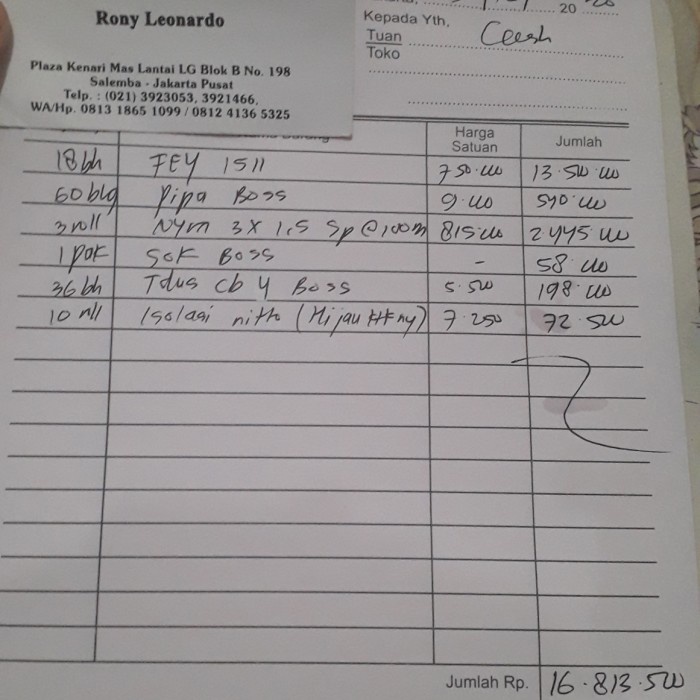 Rony Leonardo
Plaza Kenari Mas Lantai LG Blok B No. 198
Salemba - Jakarta Pusat
Telp. : (021) 3923053, 3921466.
WA/Hp. 0813 1865 1099 / 0812 4136 5325
20
Kepada Yth,
Tuan
Toko
Harga Satuan Jumlah
18 bh FEY 1511 750.000 13.500.000
60 btg Pipa Boss 9.000 540.000
3 roll Nym 3x1,5 Sp @100m 815.000 2.445.000
1 pak Sok Boss - 58.000
36 bh Tdus cb 4 Boss 5.500 198.000
10 roll Isolasi nitto (Hijau) 7.250 72.500
Jumlah Rp. 16.813.500